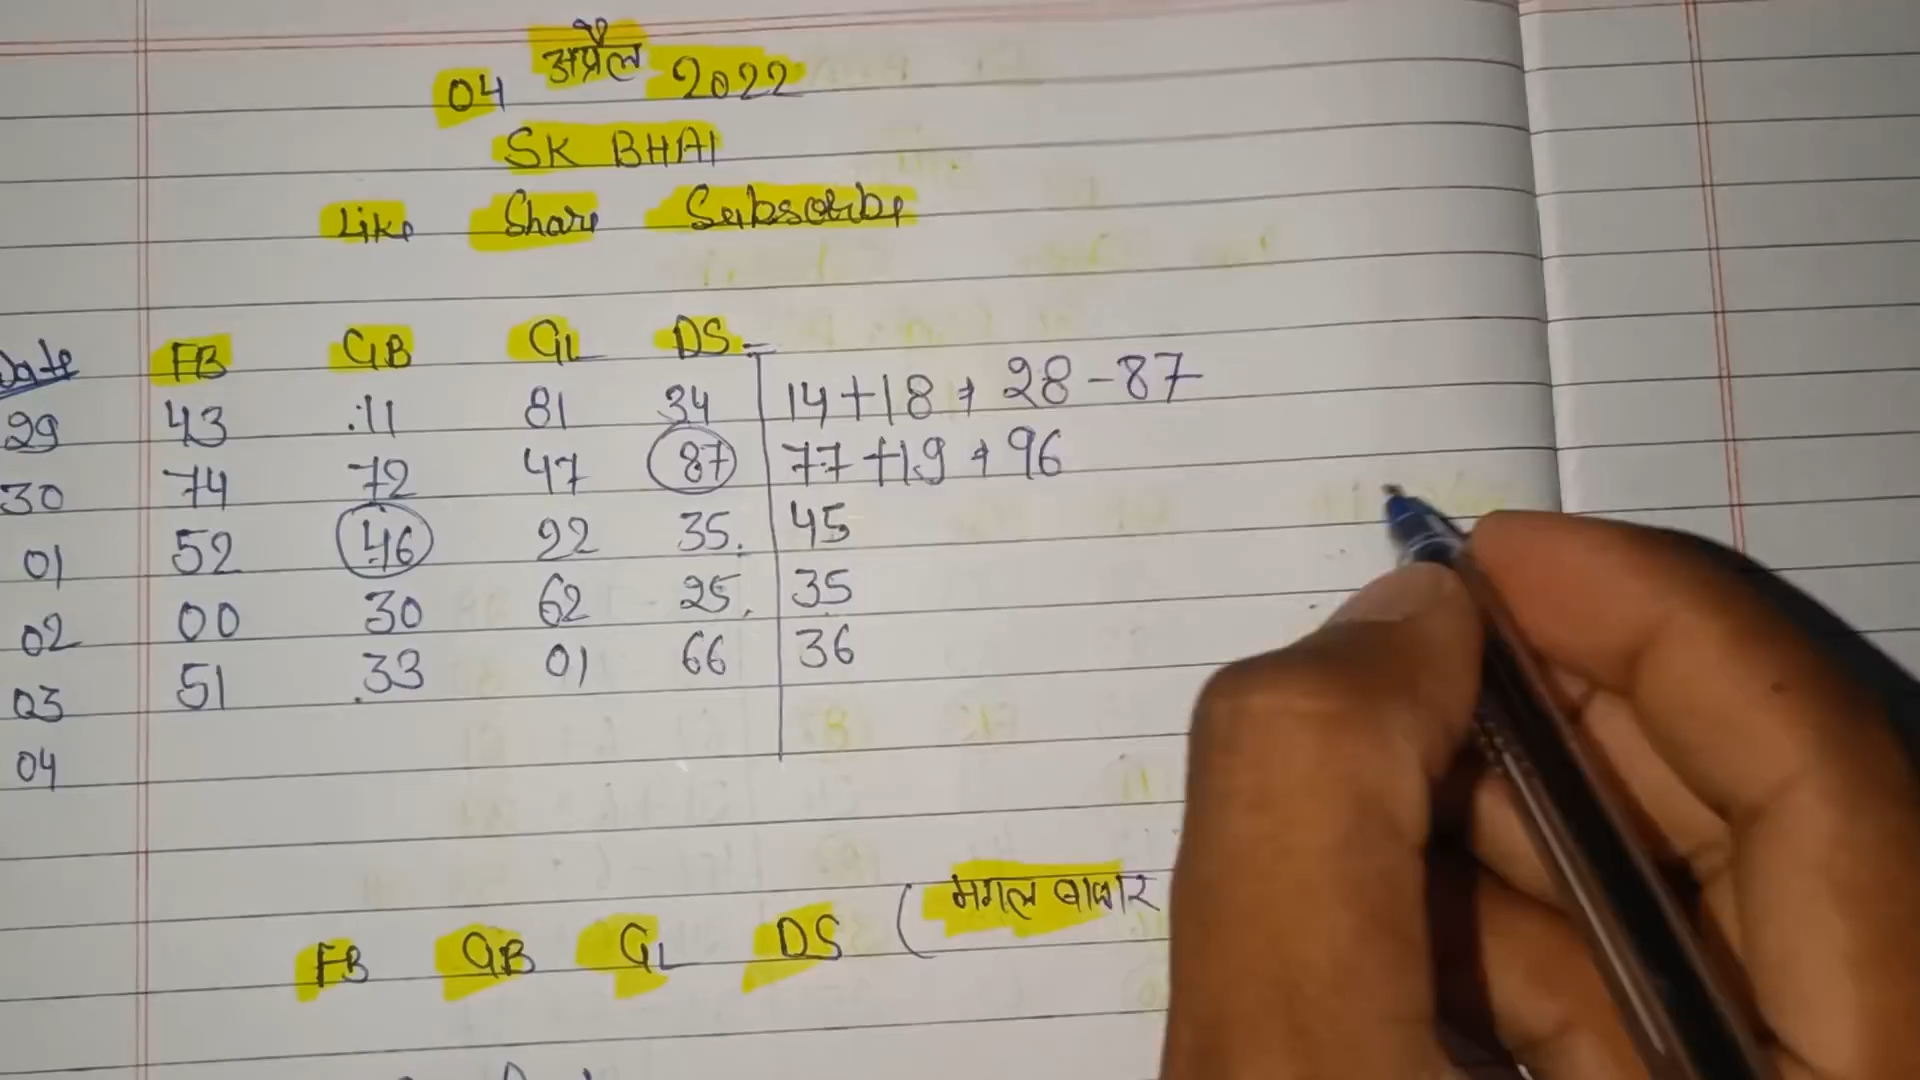 04 अप्रैल 2022
SK BHAI
Like Share Subscribe
Date FB GB GL DS
29 43 .11 81 34 14+18+ 28-87
30 74 72 47 87 77+19+96
01 52 46 22 35. 45
02 00 30 62 25. 35
03 51 .33 01 66 36
04
FB GB GL DS ( मगल बाजार